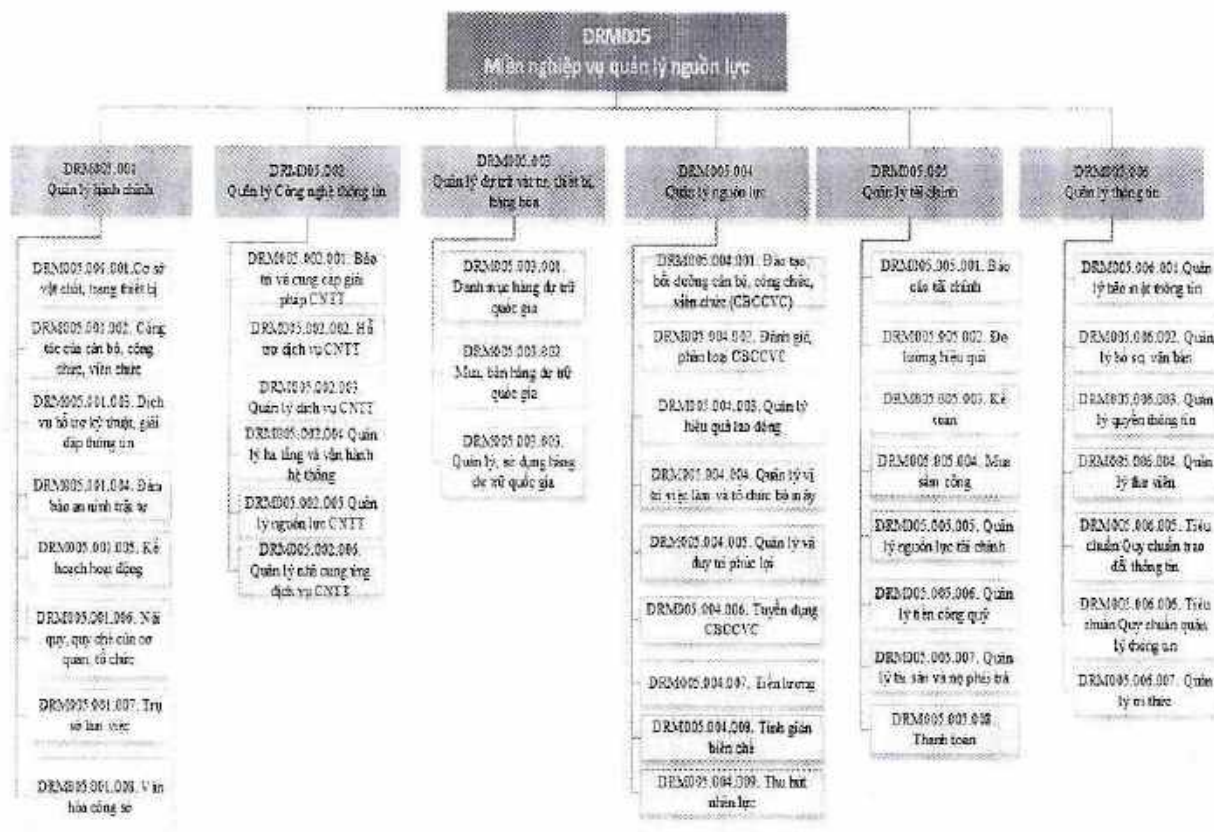 DRM005
Miền nghiệp vụ quản lý nguồn lực
DRM005.001
Quản lý hành chính
DRM005.001.001.Cơ sở
vật chất, trang thiết bị
DRM005.001.002. Công
tác của cán bộ, công
chức, viên chức
DRM005.001.003. Dịch
vụ hỗ trợ kỹ thuật, giải
đáp thông tin
DRM005.001.004. Đảm
bảo an ninh trật tự
DRM005.001.005. Kế
hoạch hoạt động
DRM005.001.006. Nội
quy, quy chế của cơ
quan, tổ chức
DRM005.001.007. Trụ
sở làm việc
DRM005.001.008. Văn
hóa công sở
DRM005.002
Quản lý Công nghệ thông tin
DRM005.002.001. Bảo
trì và cung cấp giải
pháp CNTT
DRM005.002.002. Hỗ
trợ dịch vụ CNTT
DRM005.002.003
Quản lý dịch vụ CNTT
DRM005.002.004 Quản
lý hạ tầng và vận hành
hệ thống
DRM005.002.005 Quản
lý nguồn lực CNTT
DRM005.002.006.
Quản lý nhà cung ứng
dịch vụ CNTT
DRM005.003
Quản lý dự trữ vật tư, thiết bị,
hàng hóa
DRM005.003.001.
Danh mục hàng dự trữ
quốc gia
DRM005.003.002
Mua, bán hàng dự trữ
quốc gia
DRM005.003.003.
Quản lý, sử dụng hàng
dự trữ quốc gia
DRM005.004
Quản lý nguồn lực
DRM005.004.001. Đào tạo,
bồi dưỡng cán bộ, công chức,
viên chức (CBCCVC)
DRM005.004.002. Đánh giá,
phân loại CBCCVC
DRM005.004.003. Quản lý
hiệu quả lao động
DRM005.004.004. Quản lý vị
trí việc làm và tổ chức bộ máy
DRM005.004.005. Quản lý và
duy trì phúc lợi
DRM005.004.006. Tuyển dụng
CBCCVC
DRM005.004.007. Tiền lương
DRM005.004.008. Tinh giản
biên chế
DRM005.004.009. Thu hút
nhân lực
DRM005.005
Quản lý tài chính
DRM005.005.001. Báo
cáo tài chính
DRM005.005.002. Đo
lường hiệu quả
DRM005.005.003. Kế
toán
DRM005.005.004. Mua
sắm công
DRM005.005.005. Quản
lý nguồn lực tài chính
DRM005.005.006. Quản
lý tiền công quỹ
DRM005.005.007. Quản
lý tài sản và nợ phải trả
DRM005.005.008.
Thanh toán
DRM005.006
Quản lý thông tin
DRM005.006.001 Quản
lý bảo mật thông tin
DRM005.006.002. Quản
lý hồ sơ, văn bản
DRM005.006.003. Quản
lý quyền thông tin
DRM005.006.004. Quản
lý thư viện
DRM005.006.005. Tiêu
chuẩn Quy chuẩn trao
đổi thông tin
DRM005.006.006. Tiêu
chuẩn Quy chuẩn quản
lý thông tin
DRM005.006.007. Quản
lý tri thức